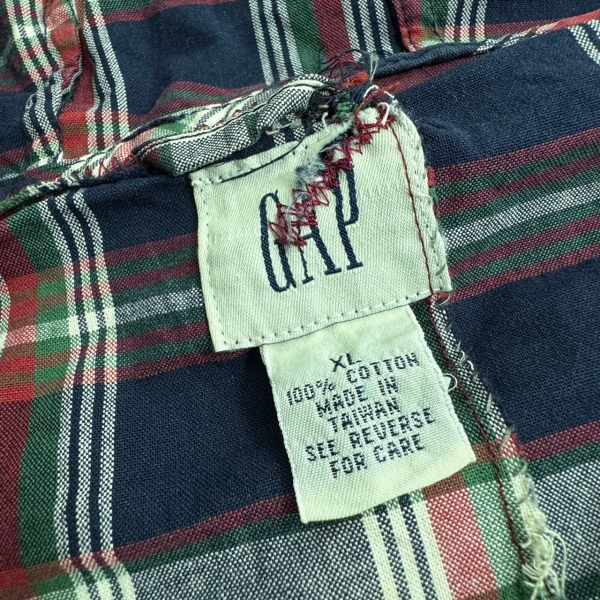 GAP
XL
100% COTTON
MADE IN
TAIWAN
SEE REVERSE
FOR CARE